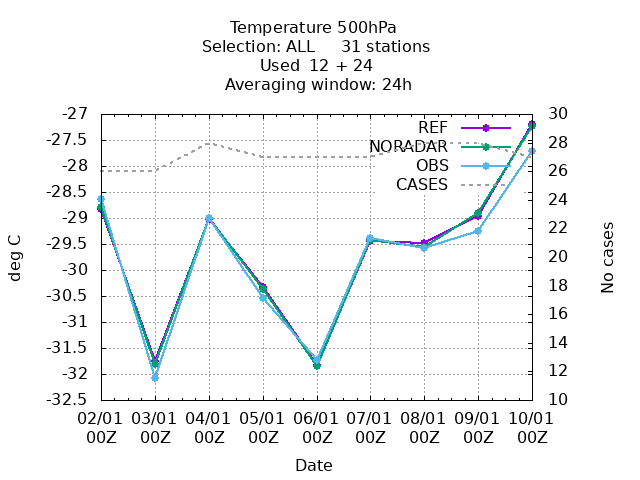 Temperature 500hPa
Selection: ALL 31 stations
Used 12 + 24
Averaging window: 24h
-27
-27.5
-28
-28.5
-29
-29.5
-30
-30.5
-31
-31.5
-32
-32.5
deg C
30
28
26
24
22
20
18
16
14
12
10
No cases
REF
NORADAR
OBS
CASES
02/01 03/01 04/01 05/01 06/01 07/01 08/01 09/01 10/01
00Z 00Z 00Z 00Z 00Z 00Z 00Z 00Z 00Z
Date